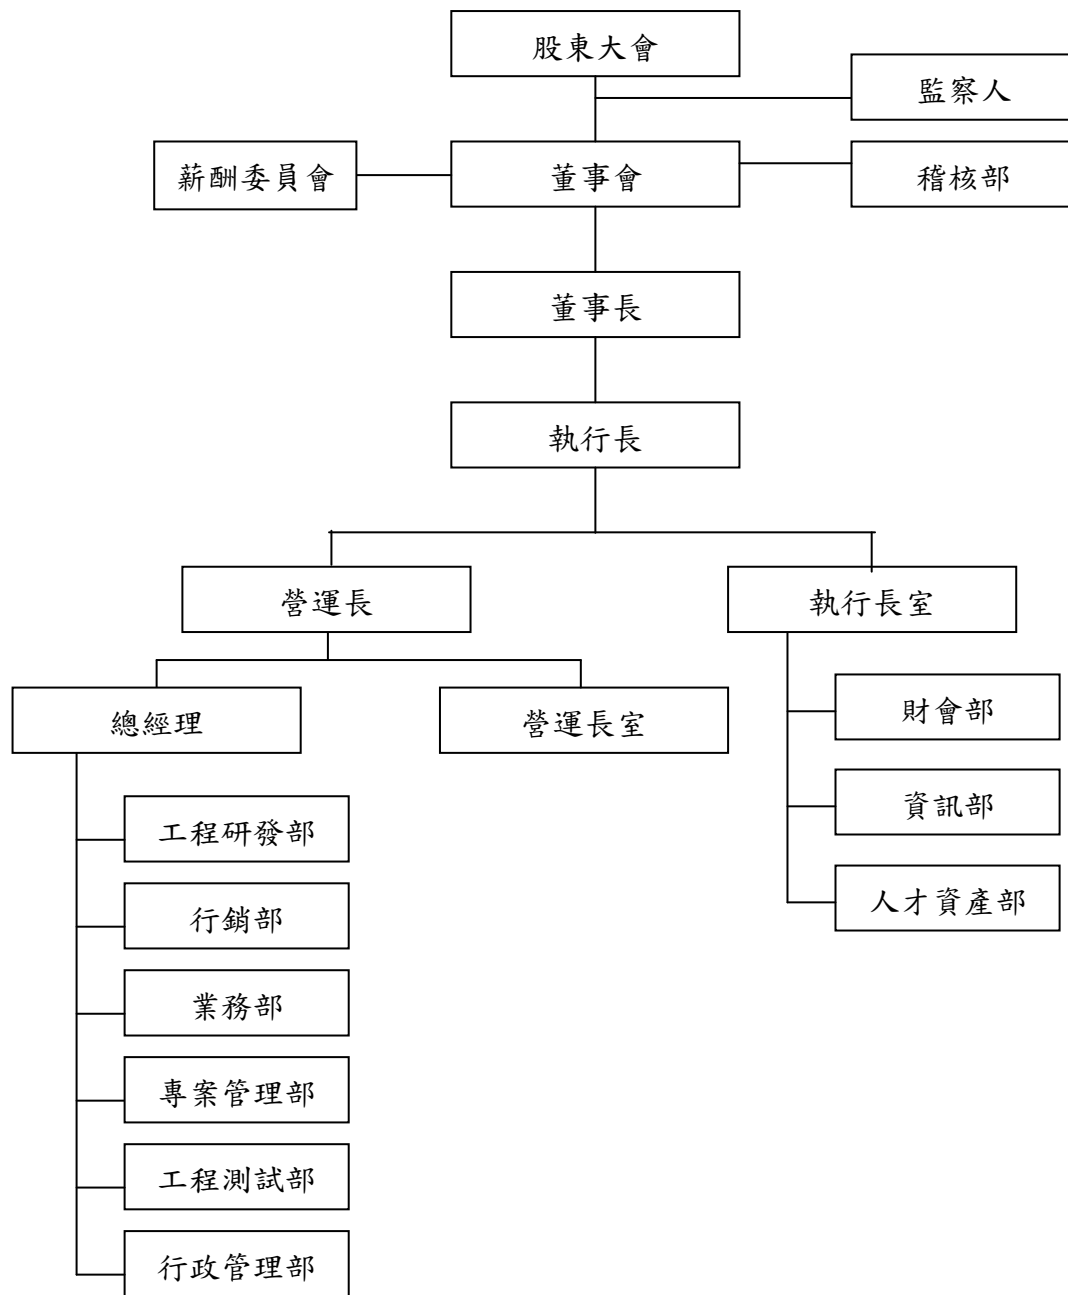 股東大會
監察人
薪酬委員會
董事會
稽核部
董事長
執行長
營運長
執行長室
總經理
營運長室
財會部
資訊部
人才資產部
工程研發部
行銷部
業務部
專案管理部
工程測試部
行政管理部